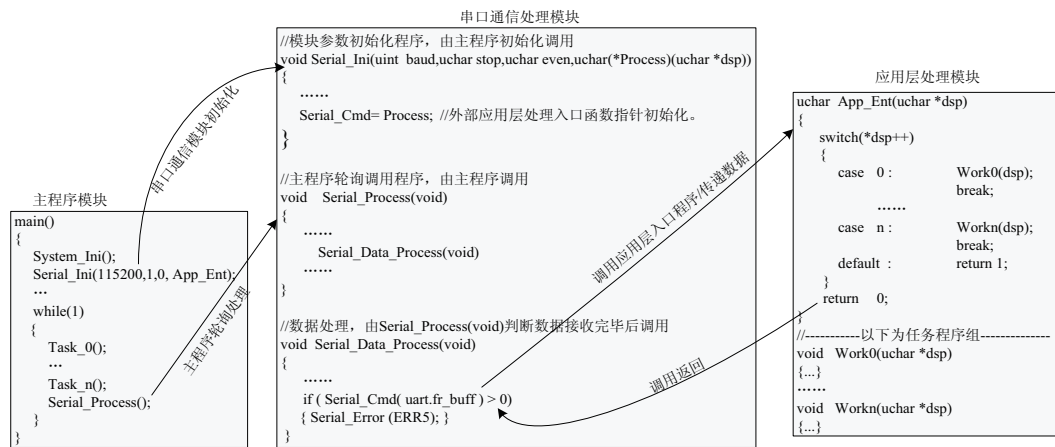 串口通信处理模块
//模块参数初始化程序，由主程序初始化调用
void Serial_Ini(uint baud,uchar stop,uchar even,uchar(*Process)(uchar *dsp))
{
……
Serial_Cmd= Process; //外部应用层处理入口函数指针初始化。
}
//主程序轮询调用程序，由主程序调用
void Serial_Process(void)
{
……
Serial_Data_Process(void)
……
}
//数据处理，由Serial_Process(void)判断数据接收完毕后调用
void Serial_Data_Process(void)
{
……
if ( Serial_Cmd( uart.fr_buff ) > 0)
{ Serial_Error (ERR5); }
}
主程序模块
main()
{
System_Ini();
Serial_Ini(115200,1,0, App_Ent);
…
while(1)
{
Task_0();
…
Task_n();
Serial_Process();
}
}
应用层处理模块
uchar App_Ent(uchar *dsp)
{
switch(*dsp++)
{
case 0 : Work0(dsp);
break;
……
case n : Workn(dsp);
break;
default : return 1;
}
return 0;
}
//-----------以下为任务程序组--------------
void Work0(uchar *dsp)
{...}
……
void Workn(uchar *dsp)
{...}
串口通信模块初始化
主程序轮询处理
调用应用层入口程序/传递数据
调用返回